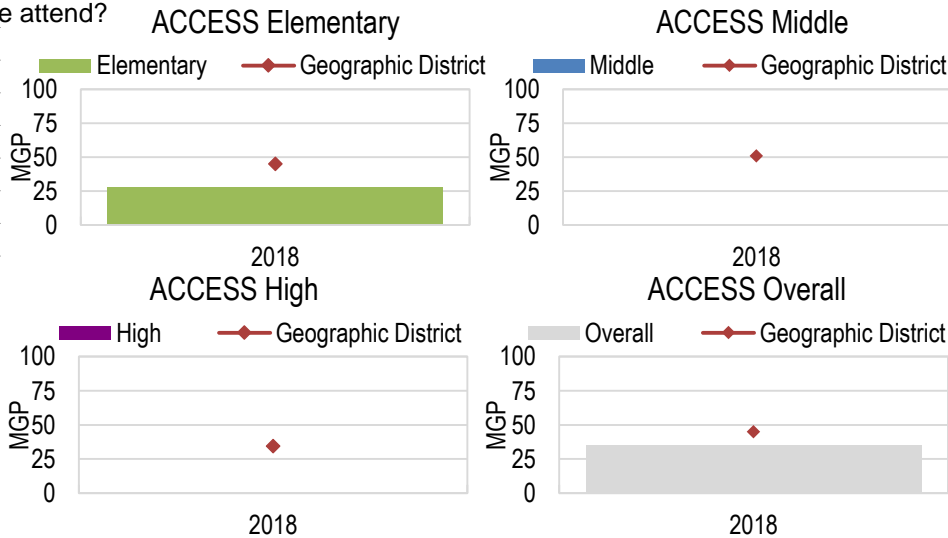 e attend?
ACCESS Elementary
Elementary Geographic District
100
75
50
25
0
MGP
2018
ACCESS Middle
Middle Geographic District
100
75
50
25
0
MGP
2018
ACCESS High
High Geographic District
100
75
50
25
0
MGP
2018
ACCESS Overall
Overall Geographic District
100
75
50
25
0
MGP
2018